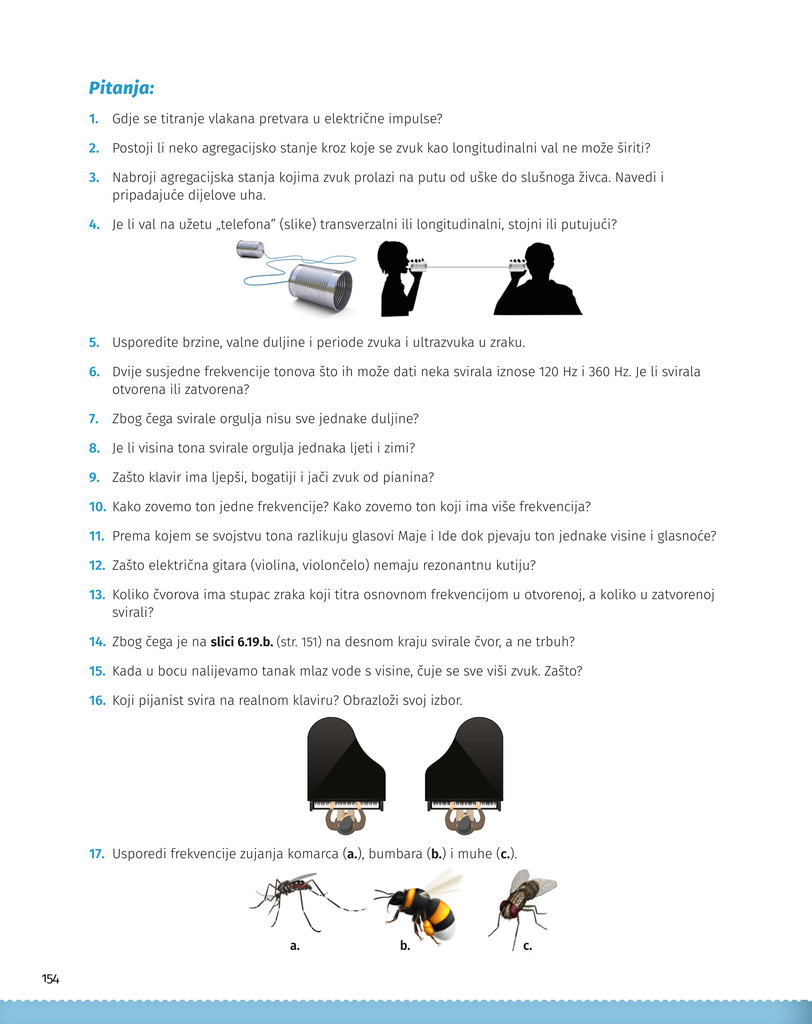 Pitanja:
1. Gdje se titranje vlakana pretvara u električne impulse?
2. Postoji li neko agregacijsko stanje kroz koje se zvuk kao longitudinalni val ne može širiti?
3. Nabroji agregacijska stanja kojima zvuk prolazi na putu od uške do slušnoga živca. Navedi i
pripadajuće dijelove uha.
4. Je li val na užetu „telefona” (slike) transverzalni ili longitudinalni, stojni ili putujući?
5. Usporedite brzine, valne duljine i periode zvuka i ultrazvuka u zraku.
6. Dvije susjedne frekvencije tonova što ih može dati neka svirala iznose 120 Hz i 360 Hz. Je li svirala
otvorena ili zatvorena?
7. Zbog čega svirale orgulja nisu sve jednake duljine?
8. Je li visina tona svirale orgulja jednaka ljeti i zimi?
9. Zašto klavir ima ljepši, bogatiji i jači zvuk od pianina?
10. Kako zovemo ton jedne frekvencije? Kako zovemo ton koji ima više frekvencija?
11. Prema kojem se svojstvu tona razlikuju glasovi Maje i Ide dok pjevaju ton jednake visine i glasnoće?
12. Zašto električna gitara (violina, violončelo) nemaju rezonantnu kutiju?
13. Koliko čvorova ima stupac zraka koji titra osnovnom frekvencijom u otvorenoj, a koliko u zatvorenoj
svirali?
14. Zbog čega je na slici 6.19.b. (str. 151) na desnom kraju svirale čvor, a ne trbuh?
15. Kada u bocu nalijevamo tanak mlaz vode s visine, čuje se sve viši zvuk. Zašto?
16. Koji pijanist svira na realnom klaviru? Obrazloži svoj izbor.
17. Usporedi frekvencije zujanja komarca (a.), bumbara (b.) i muhe (c.).
a. b. c.
154